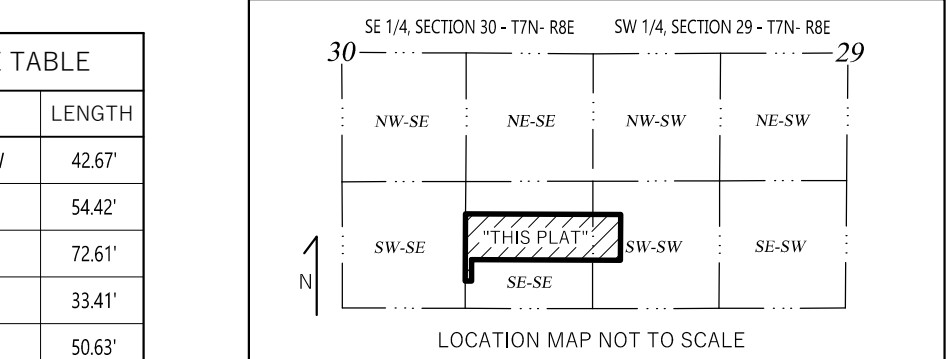 E TABLE
LENGTH
42.67'
54.42'
72.61'
33.41'
50.63'
SE 1/4, SECTION 30 - T7N- R8E SW 1/4, SECTION 29 - T7N- R8E
30 29
NW-SE NE-SE NW-SW NE-SW
SW-SE "THIS PLAT" SW-SW SE-SW
SE-SE
N
LOCATION MAP NOT TO SCALE